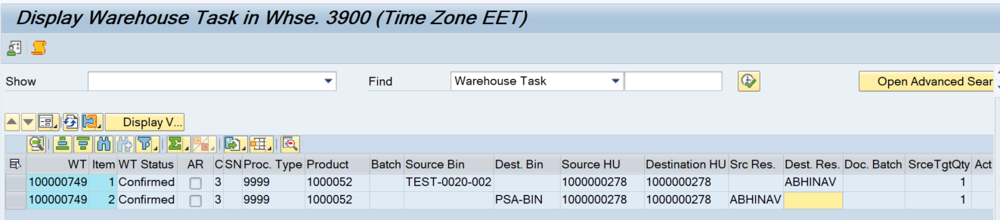 Display Warehouse Task in Whse. 3900 (Time Zone EET)
Show Find Warehouse Task Open Advanced Sear
Display V...
WT Item WT Status AR C SN Proc. Type Product Batch Source Bin Dest. Bin Source HU Destination HU Src Res. Dest. Res. Doc. Batch SrceTgtQty Act
100000749 1 Confirmed 3 9999 1000052 TEST-0020-002 1000000278 1000000278 ABHINAV 1
100000749 2 Confirmed 3 9999 1000052 PSA-BIN 1000000278 1000000278 ABHINAV 1